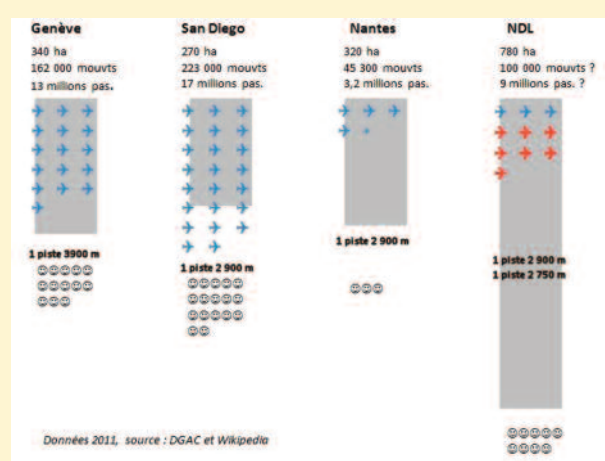 Genève
340 ha
162 000 mouvts
13 millions pas.
1 piste 3900 m
San Diego
270 ha
223 000 mouvts
17 millions pas.
1 piste 2 900 m
Nantes
320 ha
45 300 mouvts
3,2 millions pas.
1 piste 2 900 m
NDL
780 ha
100 000 mouvts ?
9 millions pas. ?
1 piste 2 900 m
1 piste 2 750 m
Données 2011, source : DGAC et Wikipedia